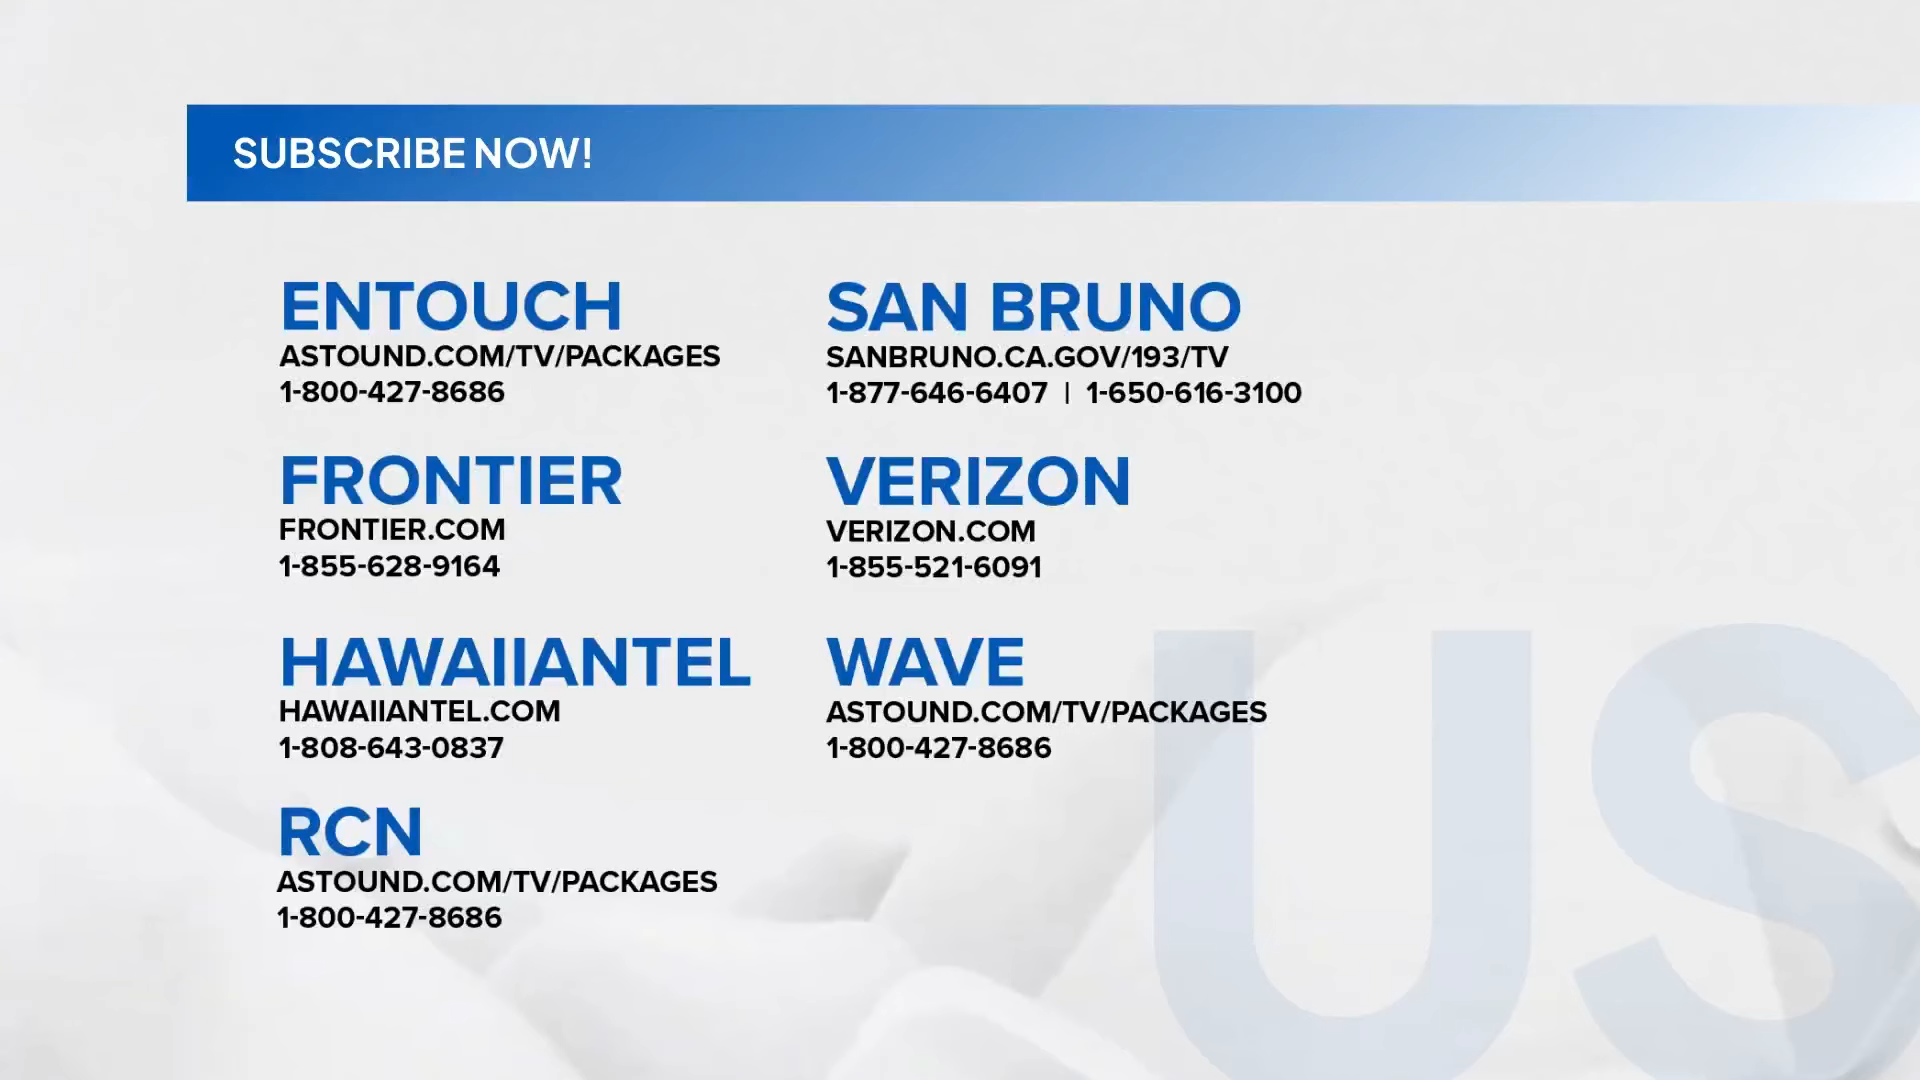 SUBSCRIBE NOW!
ENTOUCH
ASTOUND.COM/TV/PACKAGES
1-800-427-8686
FRONTIER
FRONTIER.COM
1-855-628-9164
HAWAIIANTEL
HAWAIIANTEL.COM
1-808-643-0837
RCN
ASTOUND.COM/TV/PACKAGES
1-800-427-8686
SAN BRUNO
SANBRUNO.CA.GOV/193/TV
1-877-646-6407 | 1-650-616-3100
VERIZON
VERIZON.COM
1-855-521-6091
WAVE
ASTOUND.COM/TV/PACKAGES
1-800-427-8686
US